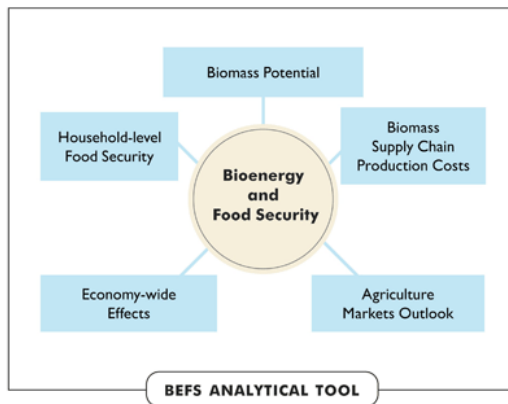 Biomass Potential
Household-level
Food Security
Biomass
Supply Chain
Production Costs
Bioenergy
and
Food Security
Economy-wide
Effects
Agriculture
Markets Outlook
BEFS ANALYTICAL TOOL